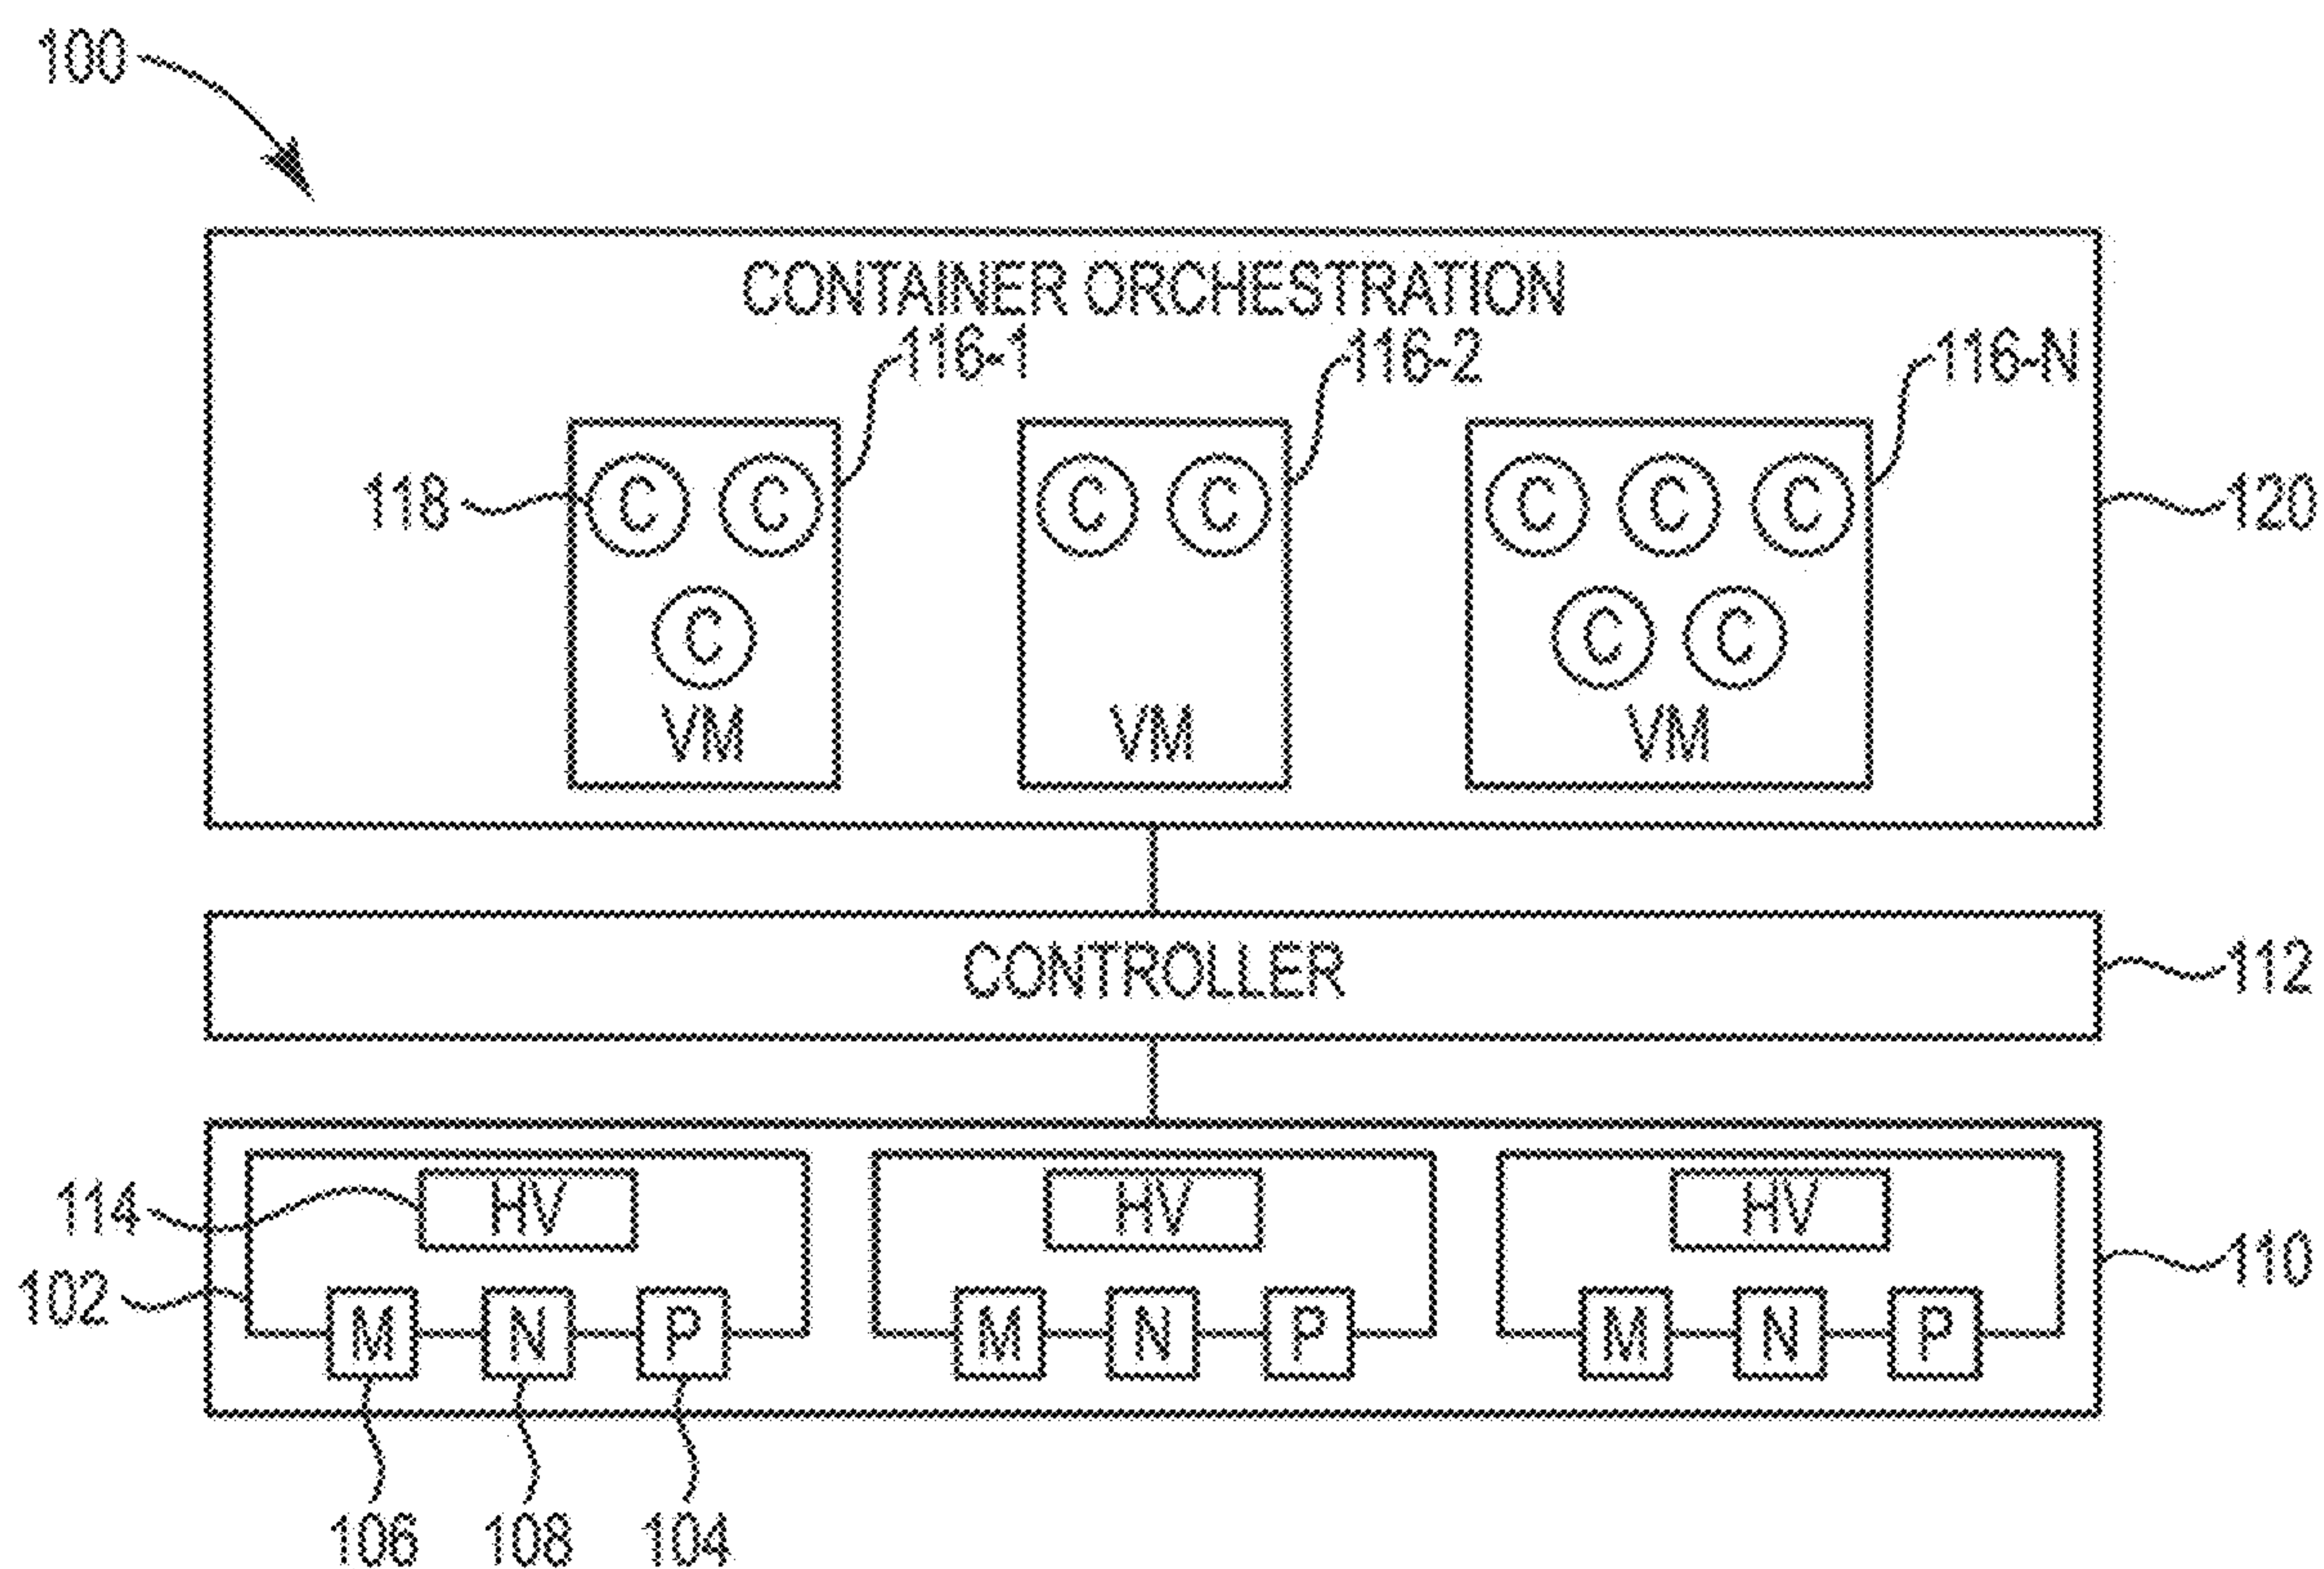 100
CONTAINER ORCHESTRATION
116-1 116-2 116-N
118 C C C C C C C 120
C C C
VM VM VM
CONTROLLER 112
114 HV HV HV
110
102 M N P M N P M N P
106 108 104